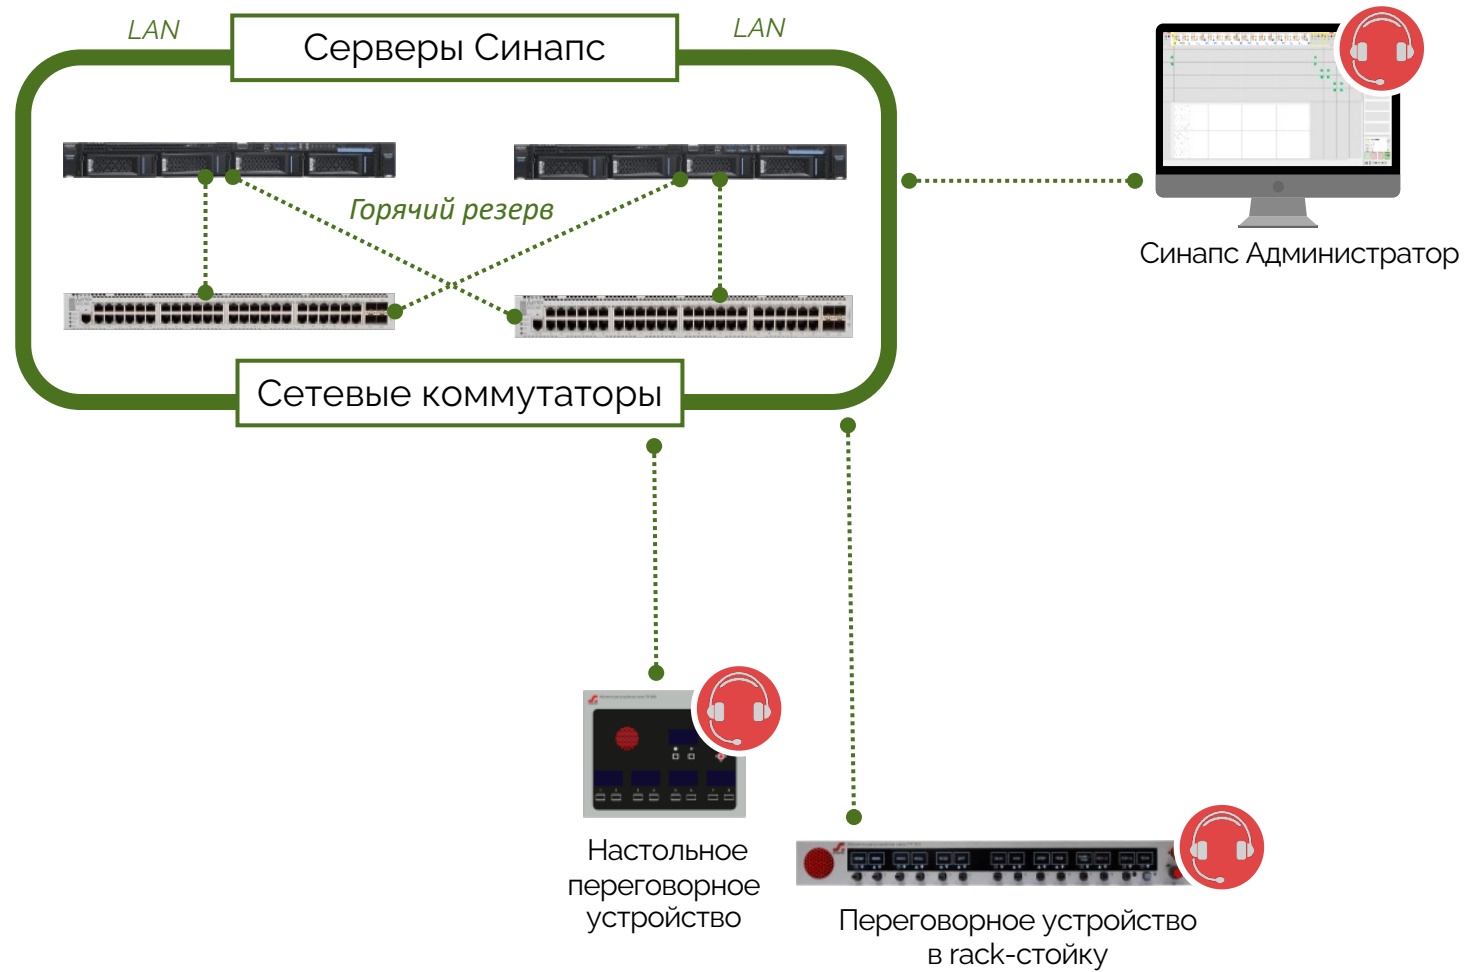 LAN
Серверы Синапс
LAN
Горячий резерв
Синапс Администратор
Сетевые коммутаторы
Настольное
переговорное
устройство
Переговорное устройство
в rack-стойку